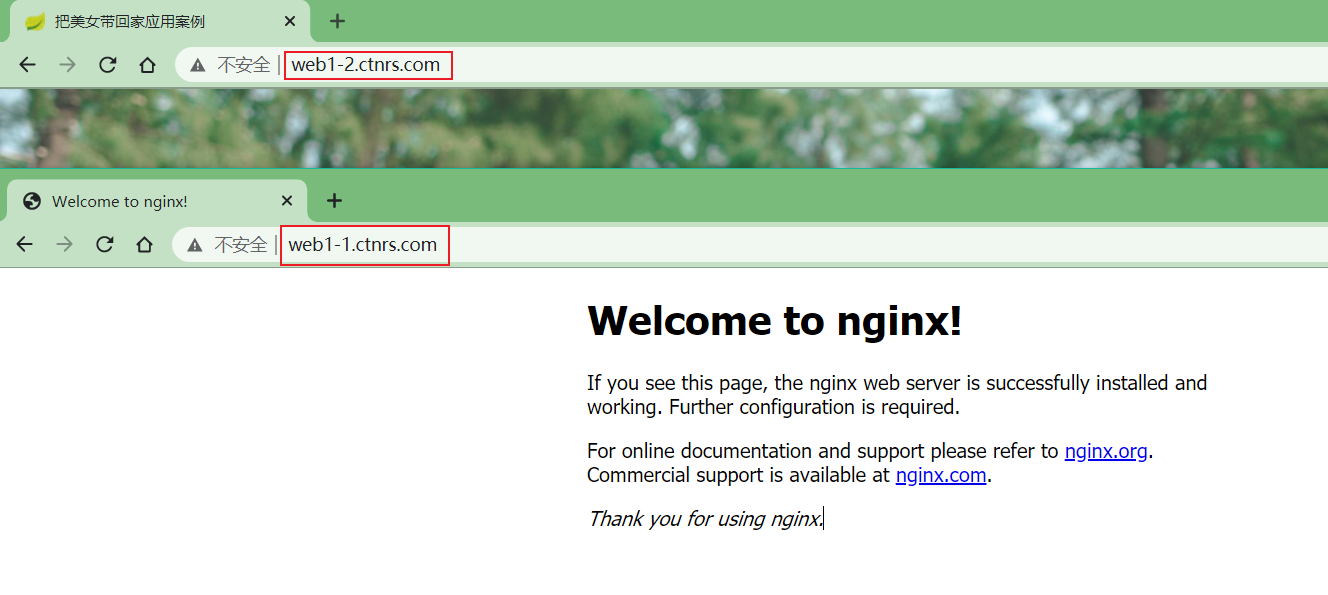 把美女带回家应用案例
不安全 | web1-2.ctnrs.com
Welcome to nginx!
不安全 | web1-1.ctnrs.com
Welcome to nginx!
If you see this page, the nginx web server is successfully installed and
working. Further configuration is required.
For online documentation and support please refer to nginx.org.
Commercial support is available at nginx.com.
Thank you for using nginx.